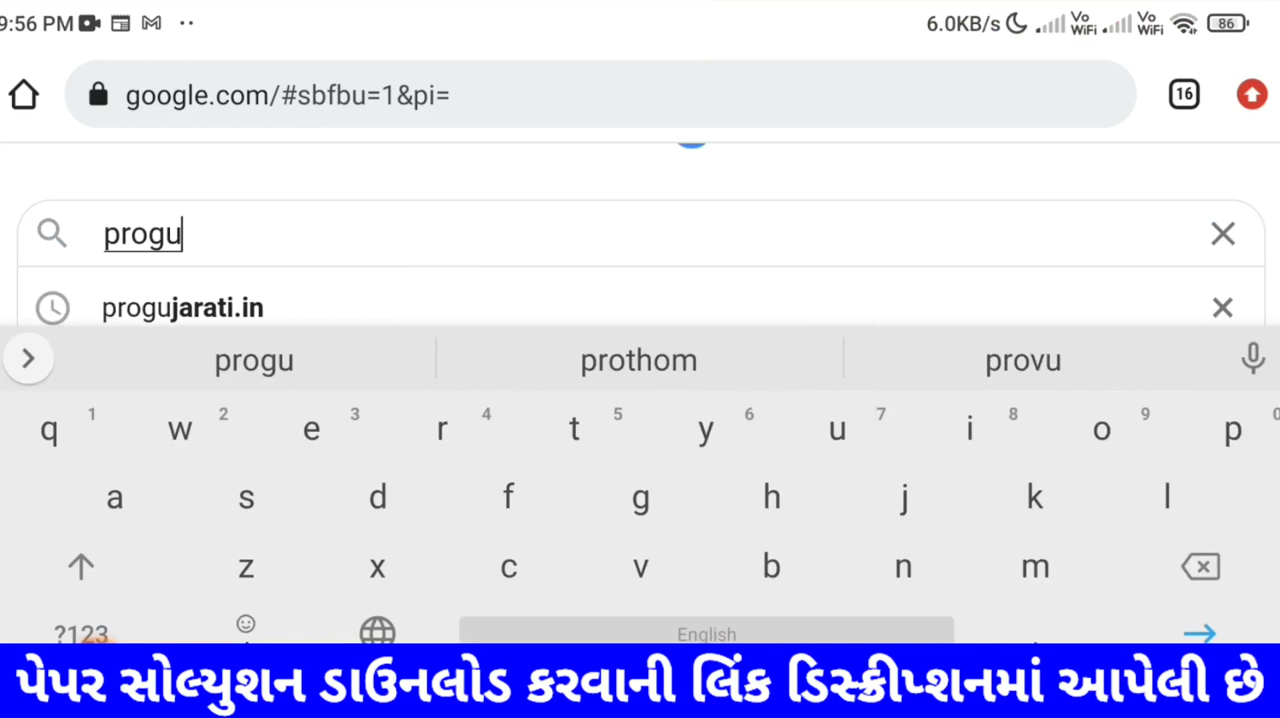 9:56 PM
6.0KB/s Vo WiFi Vo WiFi 86
google.com/#sbfbu=1&pi=
16
progu
progujarati.in
progu prothom provu
q 1 w 2 e 3 r 4 t 5 y 6 u 7 i 8 o 9 p 0
a s d f g h j k l
z x c v b n m
?123 English
પેપર સોલ્યુશન ડાઉનલોડ કરવાની લિંક ડિસ્ક્રીપ્શનમાં આપેલી છે